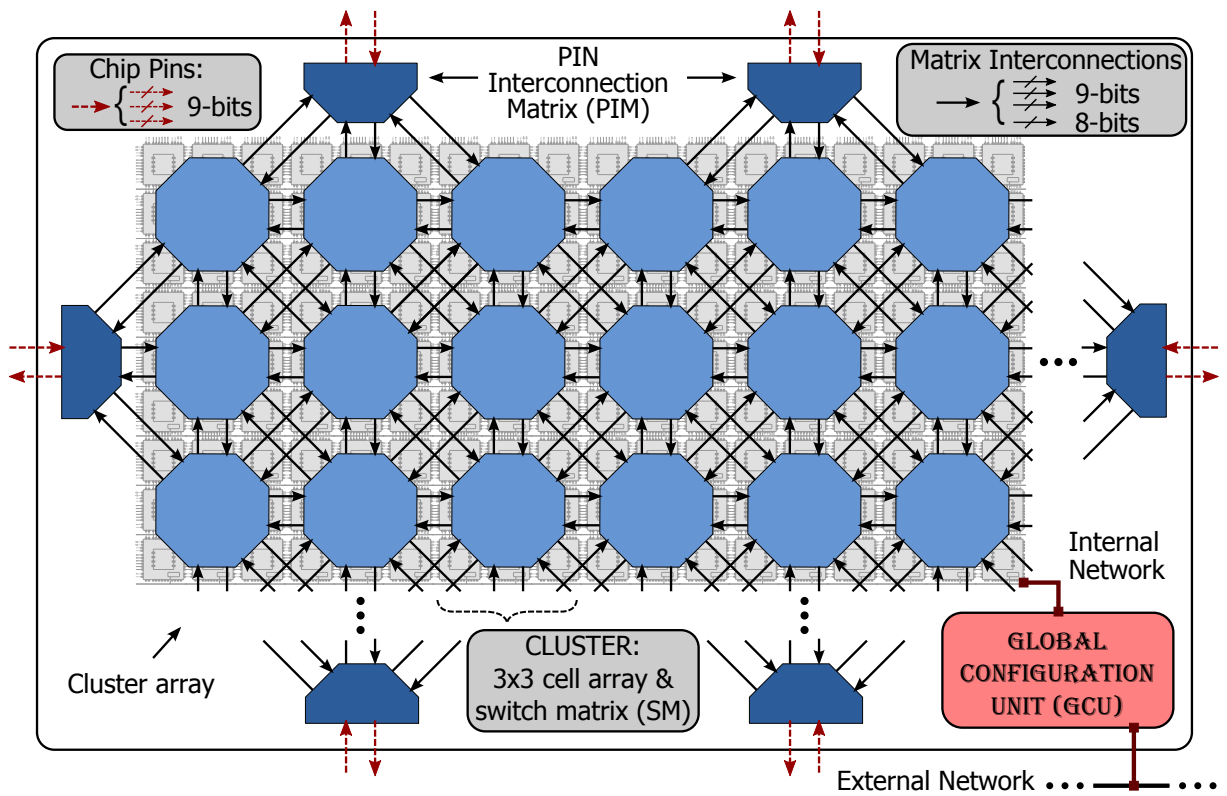 Chip Pins:
9-bits
PIN
Interconnection
Matrix (PIM)
Matrix Interconnections
9-bits
8-bits
Internal
Network
Cluster array
CLUSTER:
3x3 cell array &
switch matrix (SM)
GLOBAL
CONFIGURATION
UNIT (GCU)
External Network